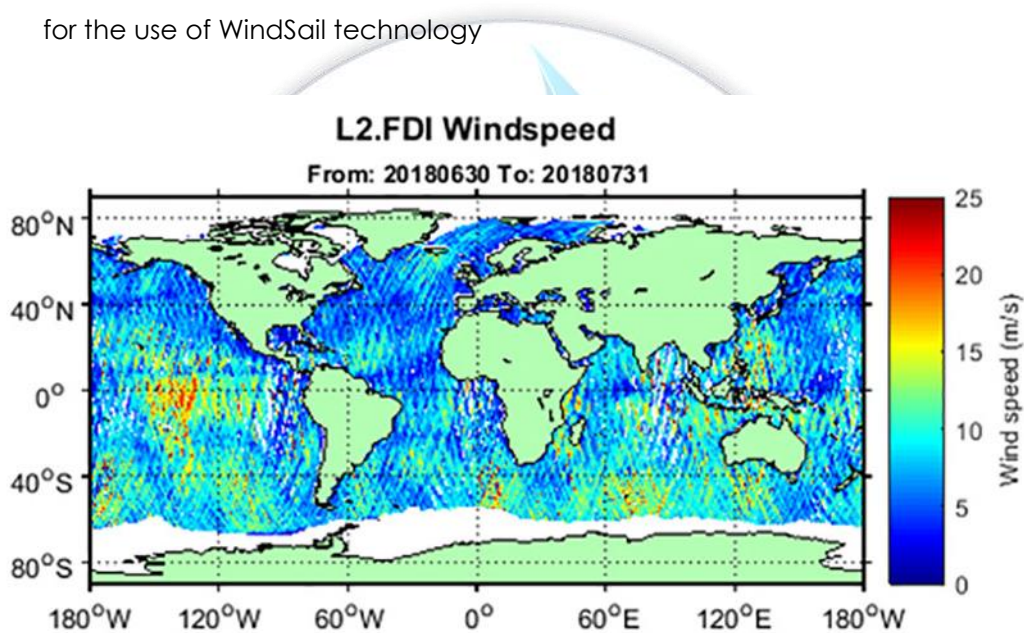 for the use of WindSail technology
L2.FDI Windspeed
From: 20180630 To: 20180731
80°N
40°N
0°
40°S
80°S
180°W 120°W 60°W 0° 60°E 120°E 180°W
25
20
15
10
5
0
Wind speed (m/s)